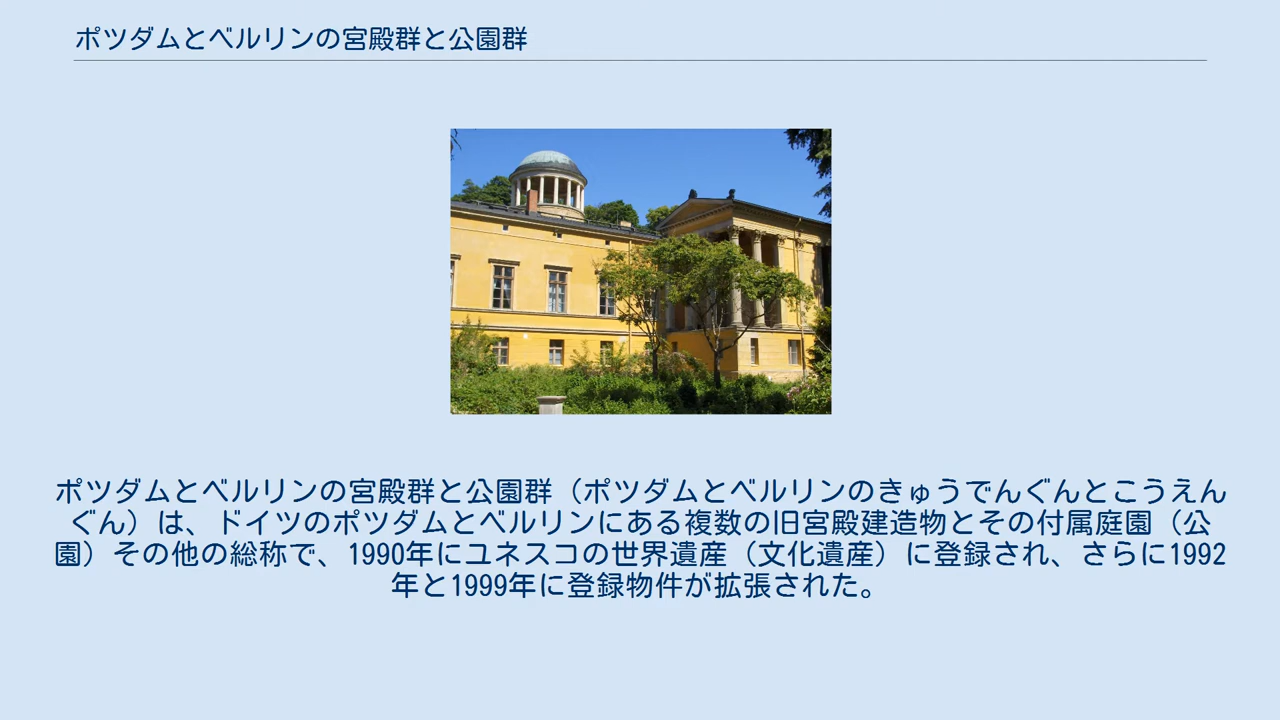 ポツダムとベルリンの宮殿群と公園群
ポツダムとベルリンの宮殿群と公園群（ポツダムとベルリンのきゅうでんぐんとこうえん
ぐん）は、ドイツのポツダムとベルリンにある複数の旧宮殿建造物とその付属庭園（公
園）その他の総称で、1990年にユネスコの世界遺産（文化遺産）に登録され、さらに1992
年と1999年に登録物件が拡張された。